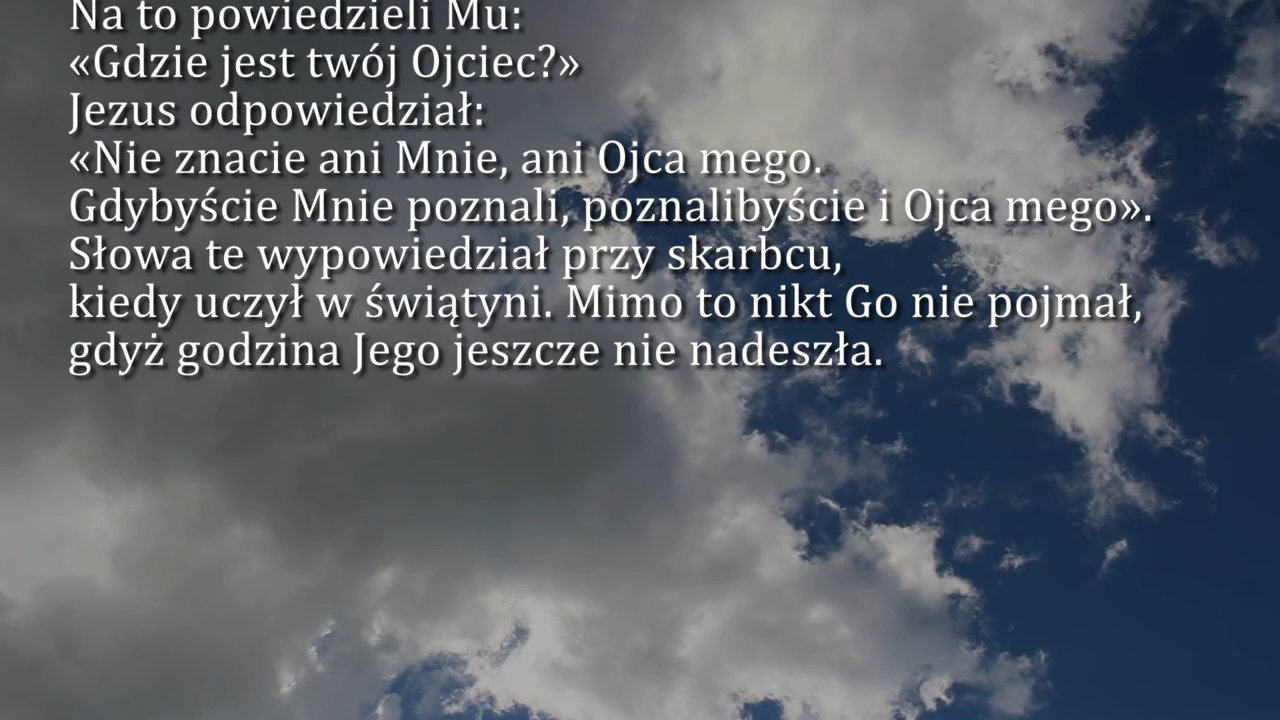 Na to powiedzieli Mu:
«Gdzie jest twój Ojciec?»
Jezus odpowiedział:
«Nie znacie ani Mnie, ani Ojca mego.
Gdybyście Mnie poznali, poznalibyście i Ojca mego».
Słowa te wypowiedział przy skarbcu,
kiedy uczył w świątyni. Mimo to nikt Go nie pojmał,
gdyż godzina Jego jeszcze nie nadeszła.